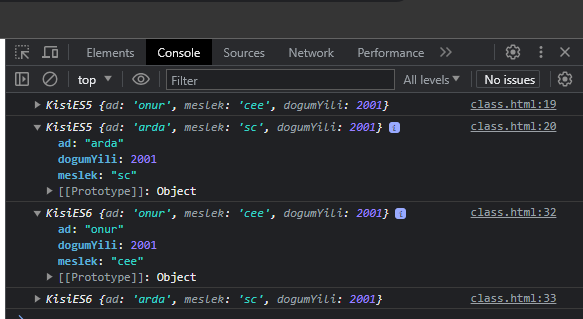 Elements Console Sources Network Performance
top Filter All levels No issues
KisiES5 {ad: 'onur', meslek: 'cee', dogumYili: 2001} class.html:19
KisiES5 {ad: 'arda', meslek: 'sc', dogumYili: 2001} i class.html:20
ad: "arda"
dogumYili: 2001
meslek: "sc"
[[Prototype]]: Object
KisiES6 {ad: 'onur', meslek: 'cee', dogumYili: 2001} i class.html:32
ad: "onur"
dogumYili: 2001
meslek: "cee"
[[Prototype]]: Object
KisiES6 {ad: 'arda', meslek: 'sc', dogumYili: 2001} class.html:33